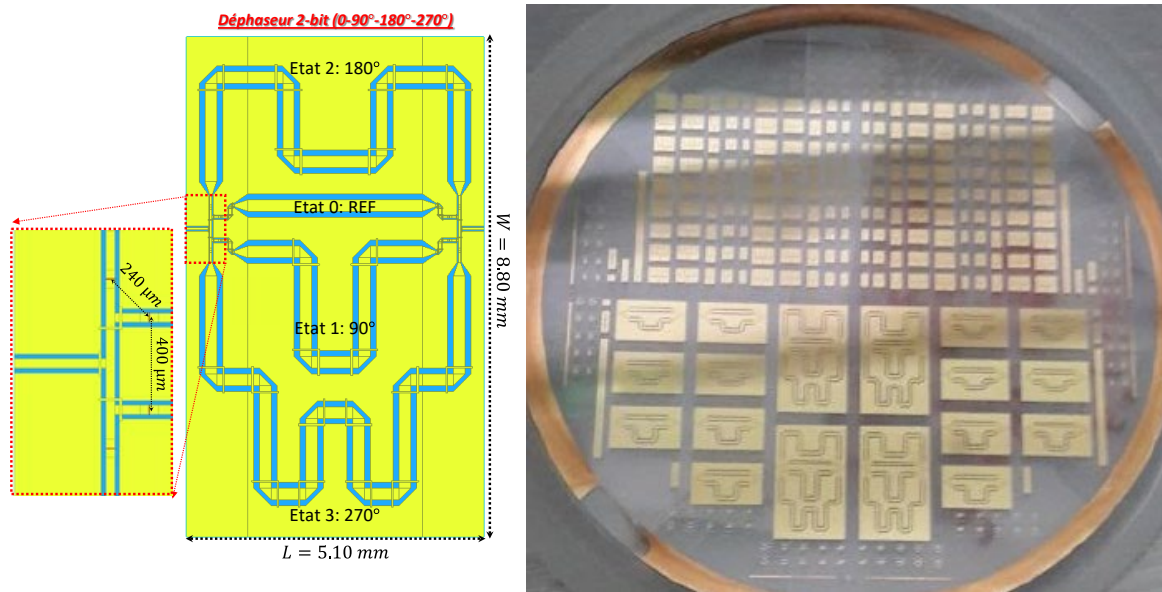 Déphaseur 2-bit (0-90°-180°-270°)
Etat 2: 180°
Etat 0: REF
Etat 1: 90°
Etat 3: 270°
240 µm
400 µm
W = 8.80 mm
L = 5.10 mm